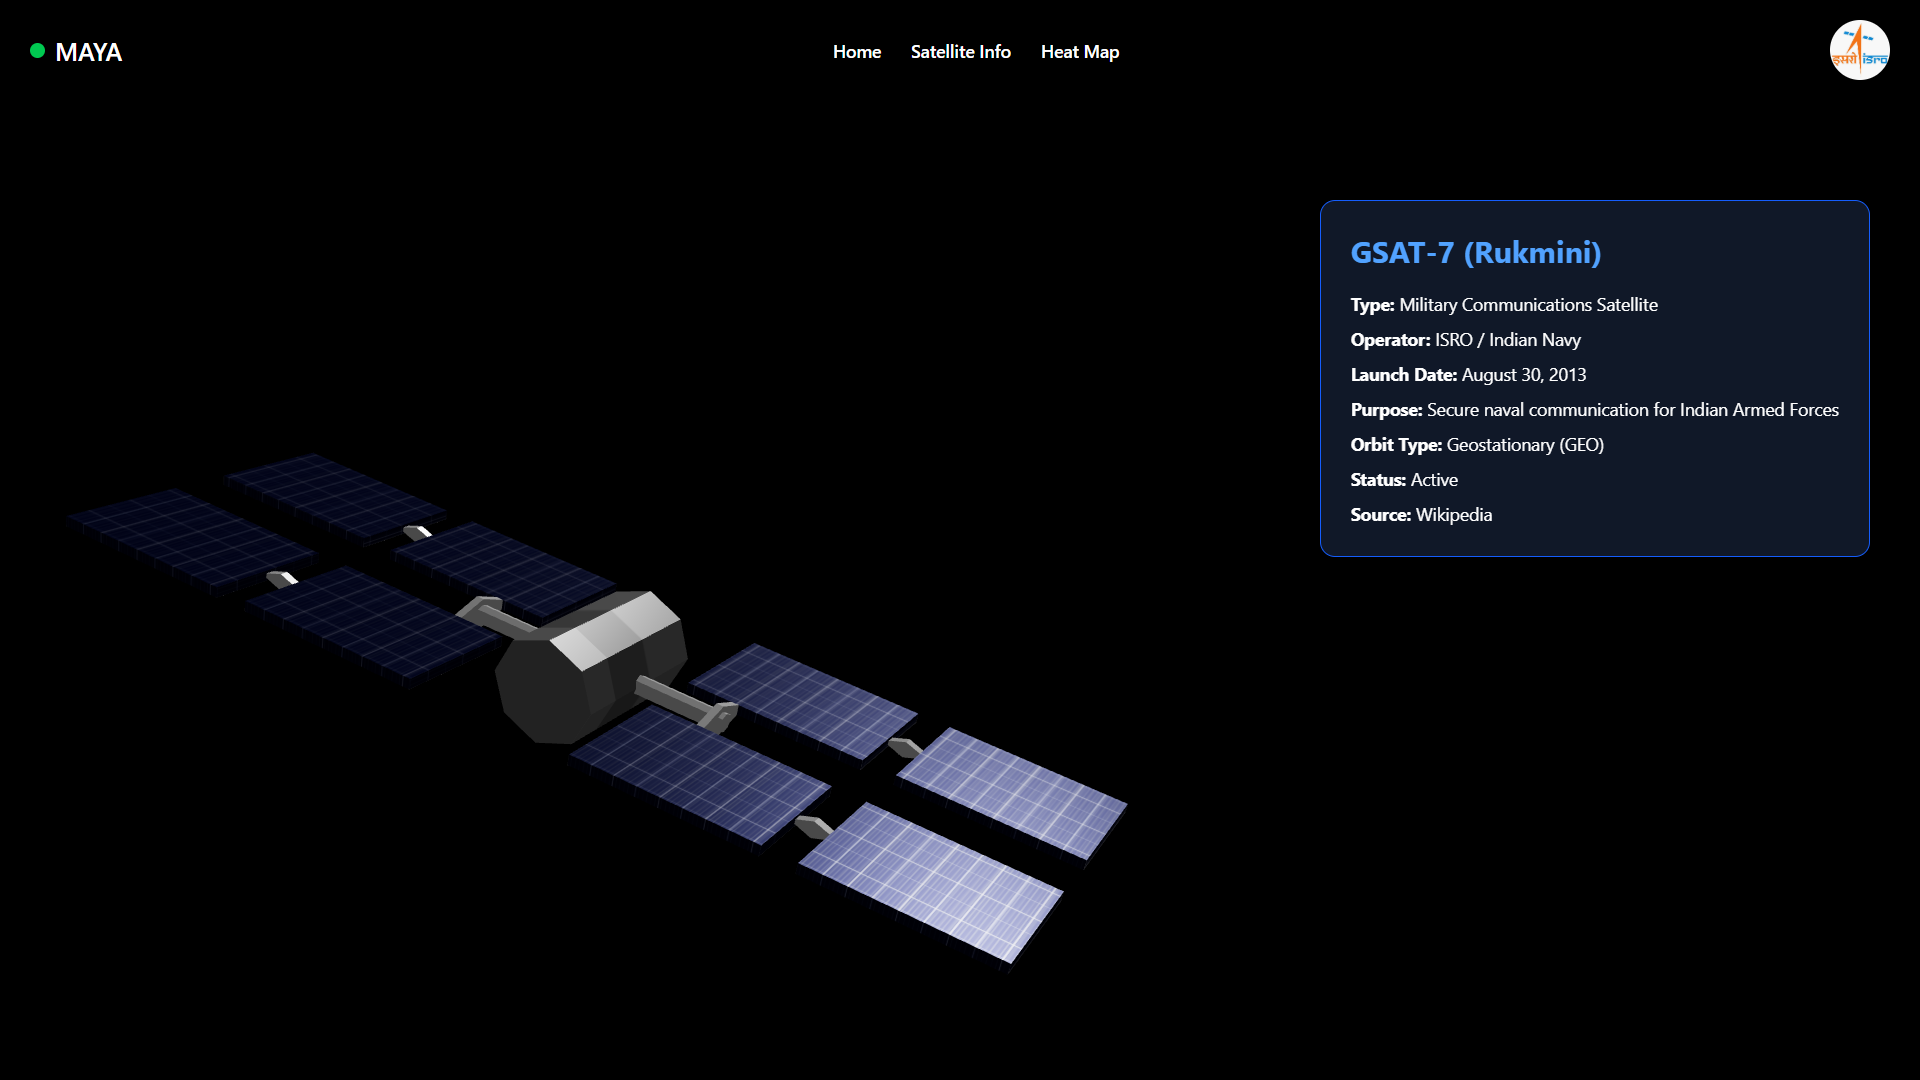 MAYA
Home Satellite Info Heat Map
इसरो isro
GSAT-7 (Rukmini)
Type: Military Communications Satellite
Operator: ISRO / Indian Navy
Launch Date: August 30, 2013
Purpose: Secure naval communication for Indian Armed Forces
Orbit Type: Geostationary (GEO)
Status: Active
Source: Wikipedia